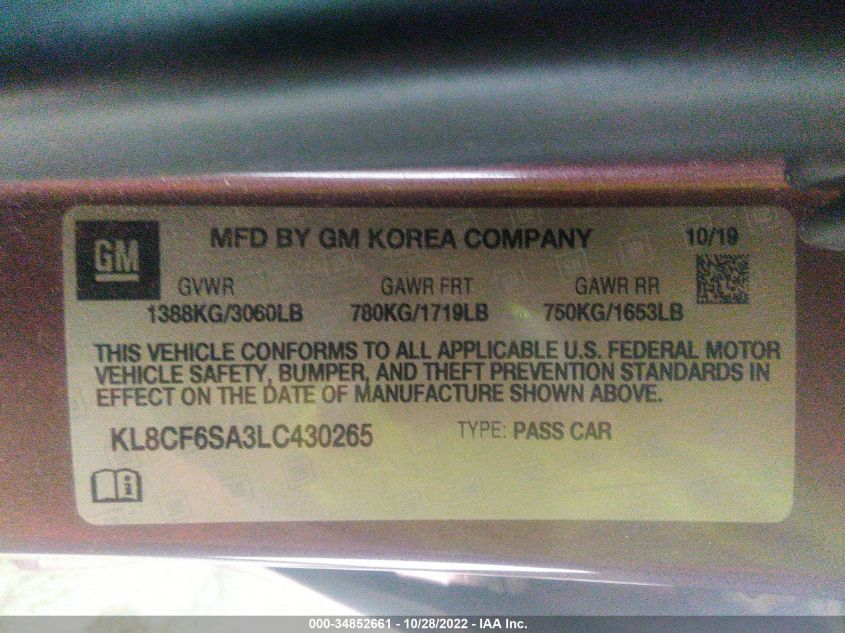 GM
MFD BY GM KOREA COMPANY 10/19
GVWR GAWR FRT GAWR RR
1388KG/3060LB 780KG/1719LB 750KG/1653LB
THIS VEHICLE CONFORMS TO ALL APPLICABLE U.S. FEDERAL MOTOR
VEHICLE SAFETY, BUMPER, AND THEFT PREVENTION STANDARDS IN
EFFECT ON THE DATE OF MANUFACTURE SHOWN ABOVE.
KL8CF6SA3LC430265 TYPE: PASS CAR
000-34852661 - 10/28/2022 - IAA Inc.